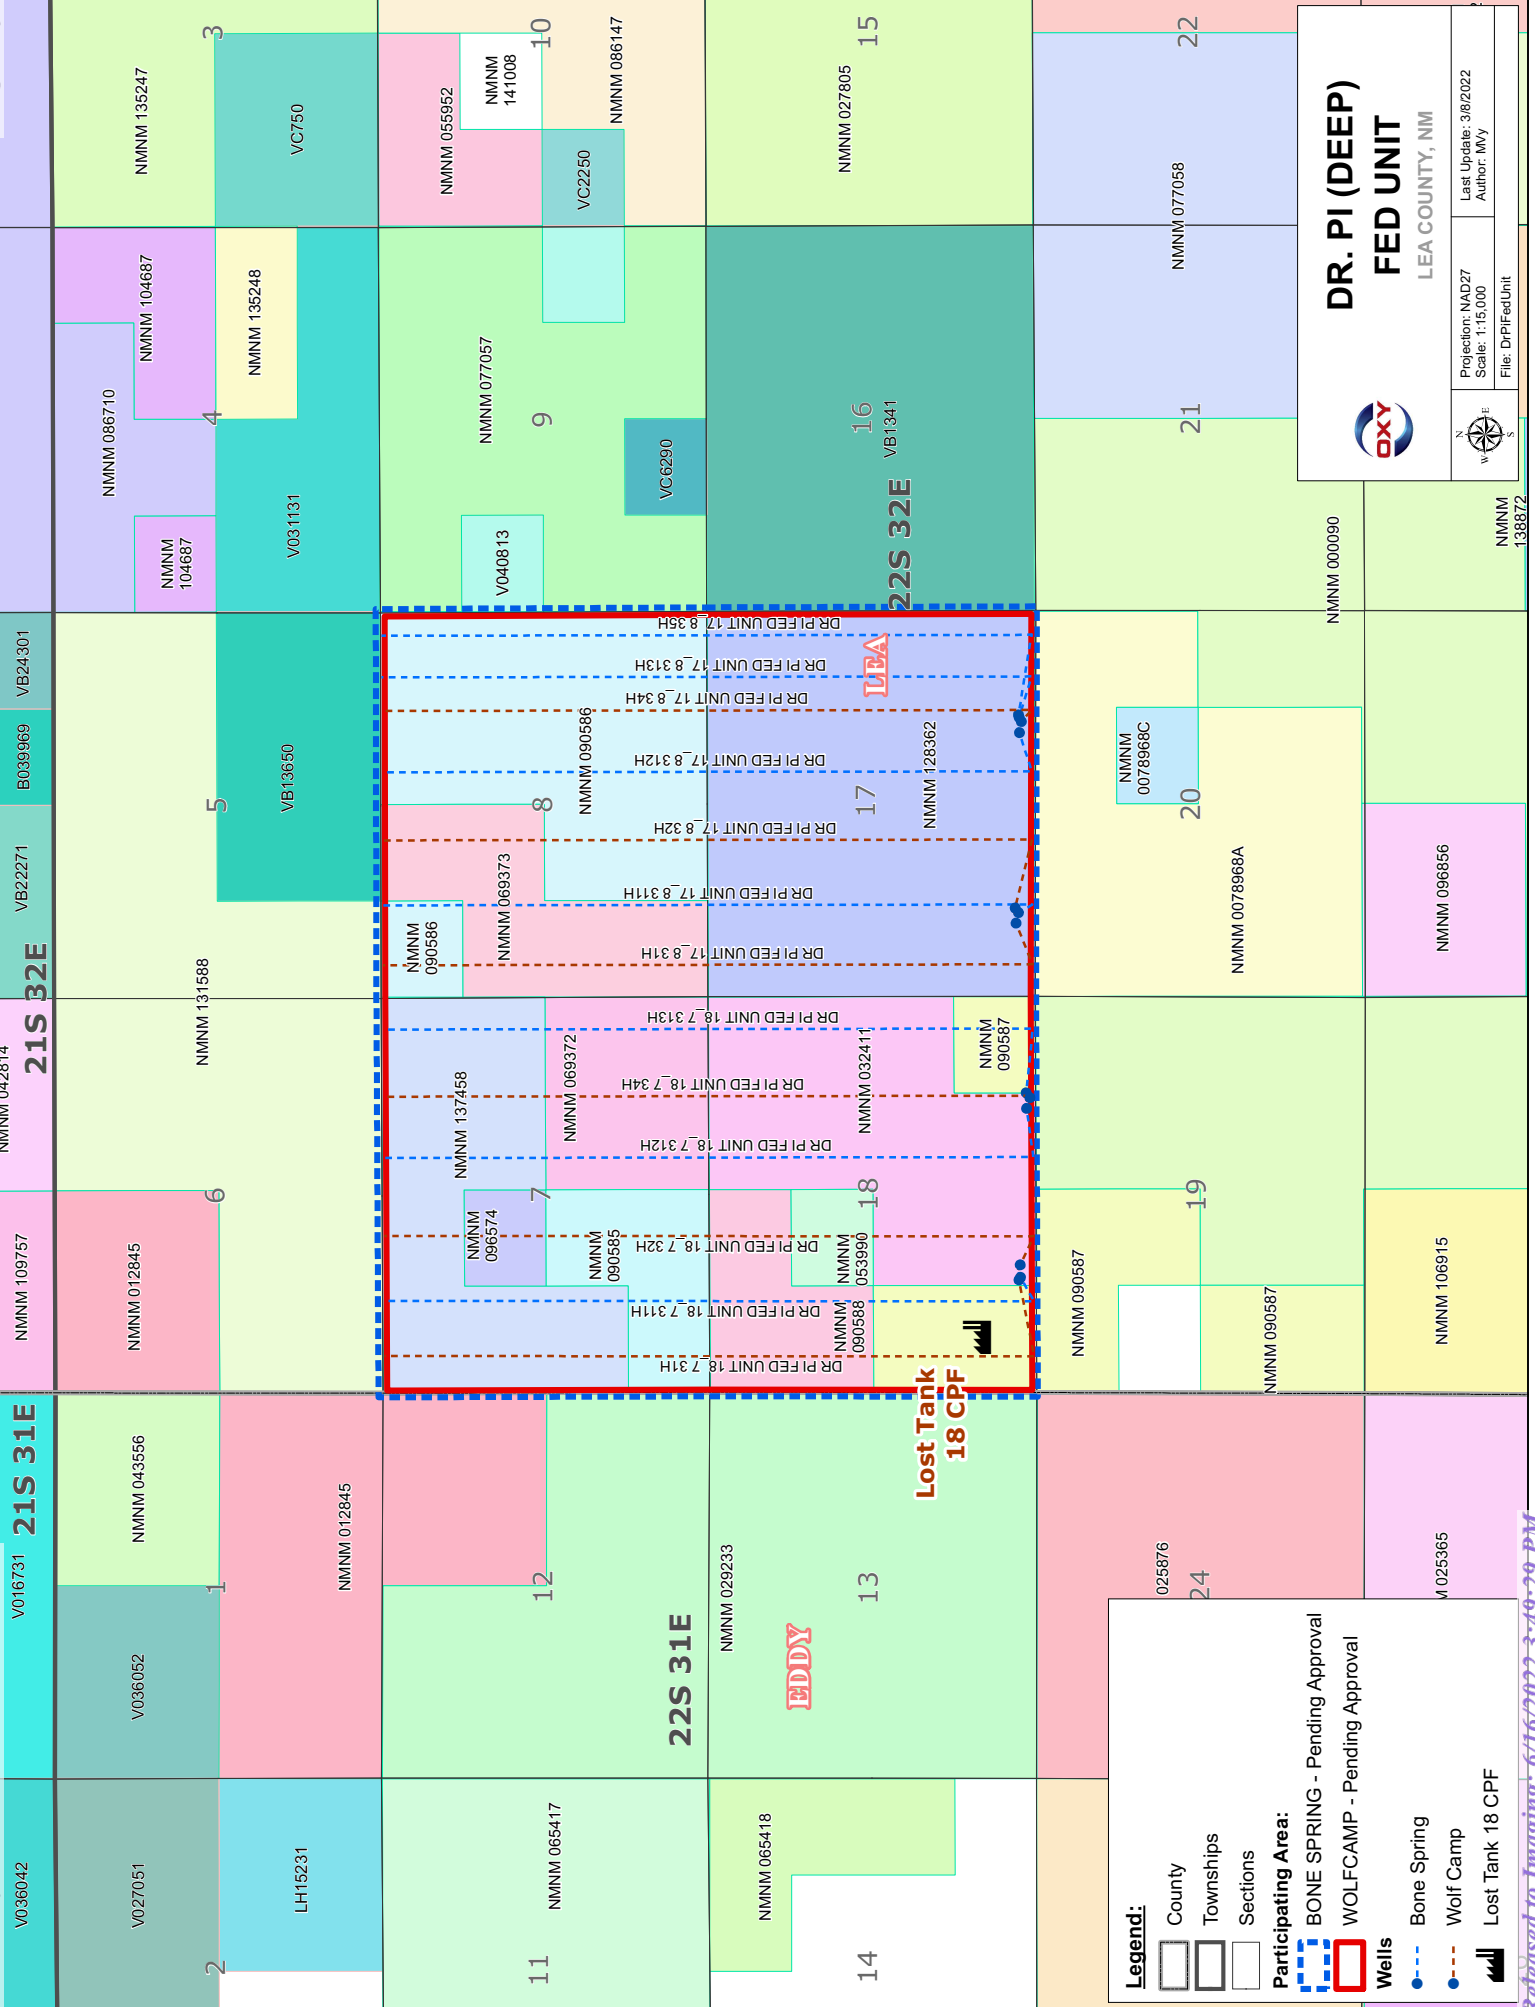 21S 31E
21S 32E
22S 31E
22S 32E
V036042
V016731
NMNM 109757
VB22271
B039969
VB24301
V027051
V036052
NMNM 043556
NMNM 012845
NMNM 131588
NMNM 086710
NMNM 104687
NMNM 135247
2
1
6
5
4
3
LH15231
NMNM 012845
VB13650
NMNM
104687
V031131
NMNM 135248
VC750
NMNM 065417
11
12
NMNM 029233
NMNM 137458
NMNM
096574
7
NMNM
090585
NMNM 069372
NMNM
090586
NMNM 069373
8
NMNM 090586
V040813
NMNM 077057
9
VC6290
NMNM 055952
NMNM
141008
10
VC2250
NMNM 086147
DR PI FED UNIT 18_7 31H
DR PI FED UNIT 18_7 311H
DR PI FED UNIT 18_7 32H
DR PI FED UNIT 18_7 312H
DR PI FED UNIT 18_7 34H
DR PI FED UNIT 18_7 313H
DR PI FED UNIT 17_8 31H
DR PI FED UNIT 17_8 311H
DR PI FED UNIT 17_8 32H
DR PI FED UNIT 17_8 312H
DR PI FED UNIT 17_8 34H
DR PI FED UNIT 17_8 313H
DR PI FED UNIT 17_8 35H
NMNM 065418
14
EDDY
13
NMNM
090588
NMNM
053990
18
NMNM 032411
NMNM
090587
17
NMNM 128362
LEA
16
VB1341
NMNM 027805
15
Lost Tank
18 CPF
025876
24
NMNM 090587
NMNM 090587
19
NMNM 0078968A
20
NMNM
0078968C
NMNM 000090
21
NMNM 077058
22
M 025365
NMNM 106915
NMNM 096856
NMNM
138872
Legend:
County
Townships
Sections
Participating Area:
BONE SPRING - Pending Approval
WOLFCAMP - Pending Approval
Wells
Bone Spring
Wolf Camp
Lost Tank 18 CPF
DR. PI (DEEP)
FED UNIT
LEA COUNTY, NM
OXY
N
W
E
S
Projection: NAD27
Scale: 1:15,000
Last Update: 3/8/2022
Author: MVy
File: DrPiFedUnit